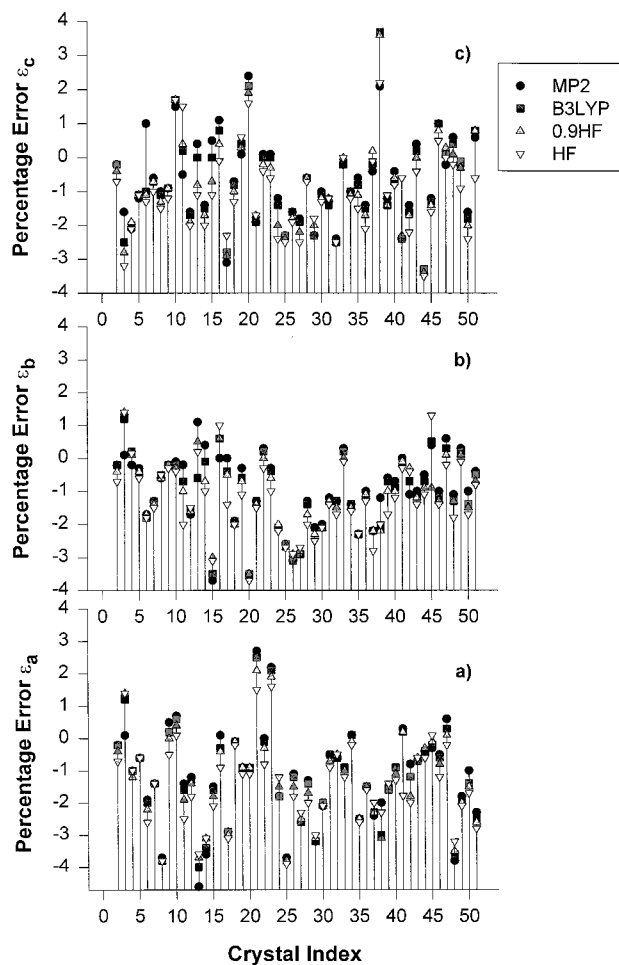 c)
Percentage Error εc
4
3
2
1
0
-1
-2
-3
-4
0 5 10 15 20 25 30 35 40 45 50
MP2
B3LYP
0.9HF
HF
b)
Percentage Error εb
4
3
2
1
0
-1
-2
-3
-4
0 5 10 15 20 25 30 35 40 45 50
a)
Percentage Error εa
4
3
2
1
0
-1
-2
-3
-4
0 5 10 15 20 25 30 35 40 45 50
Crystal Index